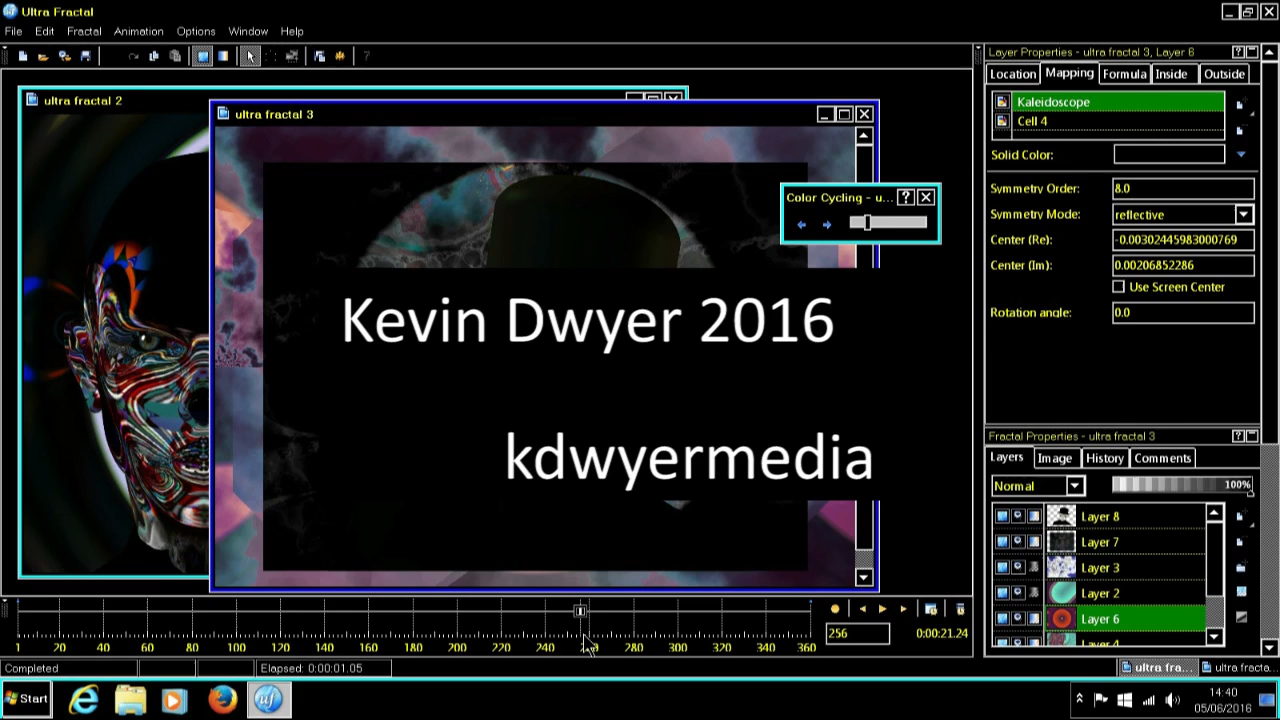 Ultra Fractal
File Edit Fractal Animation Options Window Help
ultra fractal 2
ultra fractal 3
Color Cycling - u...
Kevin Dwyer 2016
kdwyermedia
Layer Properties - ultra fractal 3, Layer 6
Location Mapping Formula Inside Outside
Kaleidoscope
Cell 4
Solid Color:
Symmetry Order: 8.0
Symmetry Mode: reflective
Center (Re): -0.00302445983000769
Center (Im): 0.00206852286
Use Screen Center
Rotation angle: 0.0
Fractal Properties - ultra fractal 3
Layers Image History Comments
Normal 100%
Layer 8
Layer 7
Layer 3
Layer 2
Layer 6
1 20 40 60 80 100 120 140 160 180 200 220 240 280 300 320 340 360
256 0:00:21.24
Completed Elapsed: 0:00:01.05
ultra fra... ultra fracta...
Start
14:40
05/06/2016